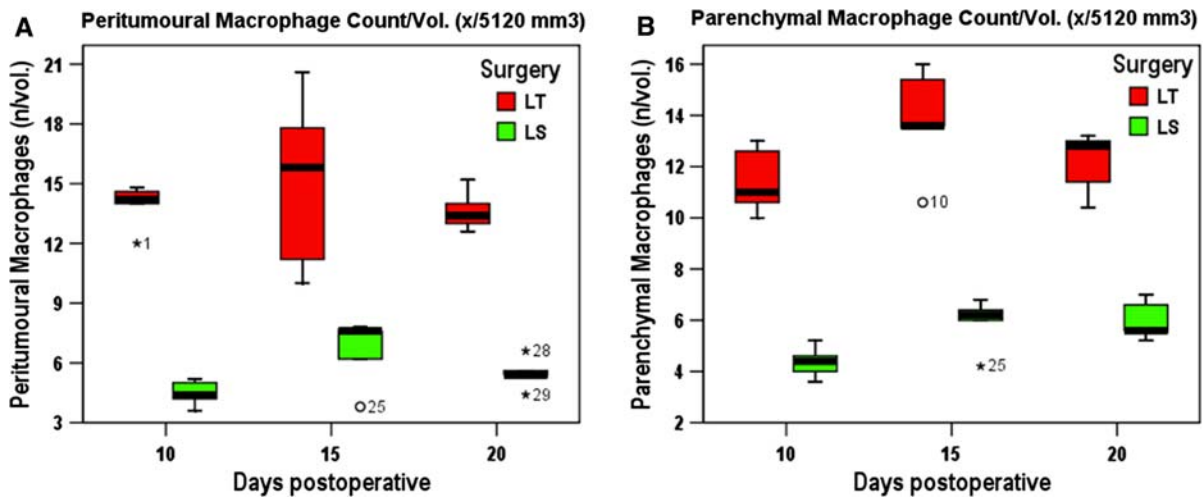 A
Peritumoural Macrophage Count/Vol. (x/5120 mm3)
Peritumoural Macrophages (n/vol.)
21
18
15
12
9
6
3
Surgery
LT
LS
*1
o25
*28
*29
10
15
20
Days postoperative
B
Parenchymal Macrophage Count/Vol. (x/5120 mm3)
Parenchymal Macrophages (n/vol.)
16
14
12
10
8
6
4
2
Surgery
LT
LS
o10
*25
10
15
20
Days postoperative